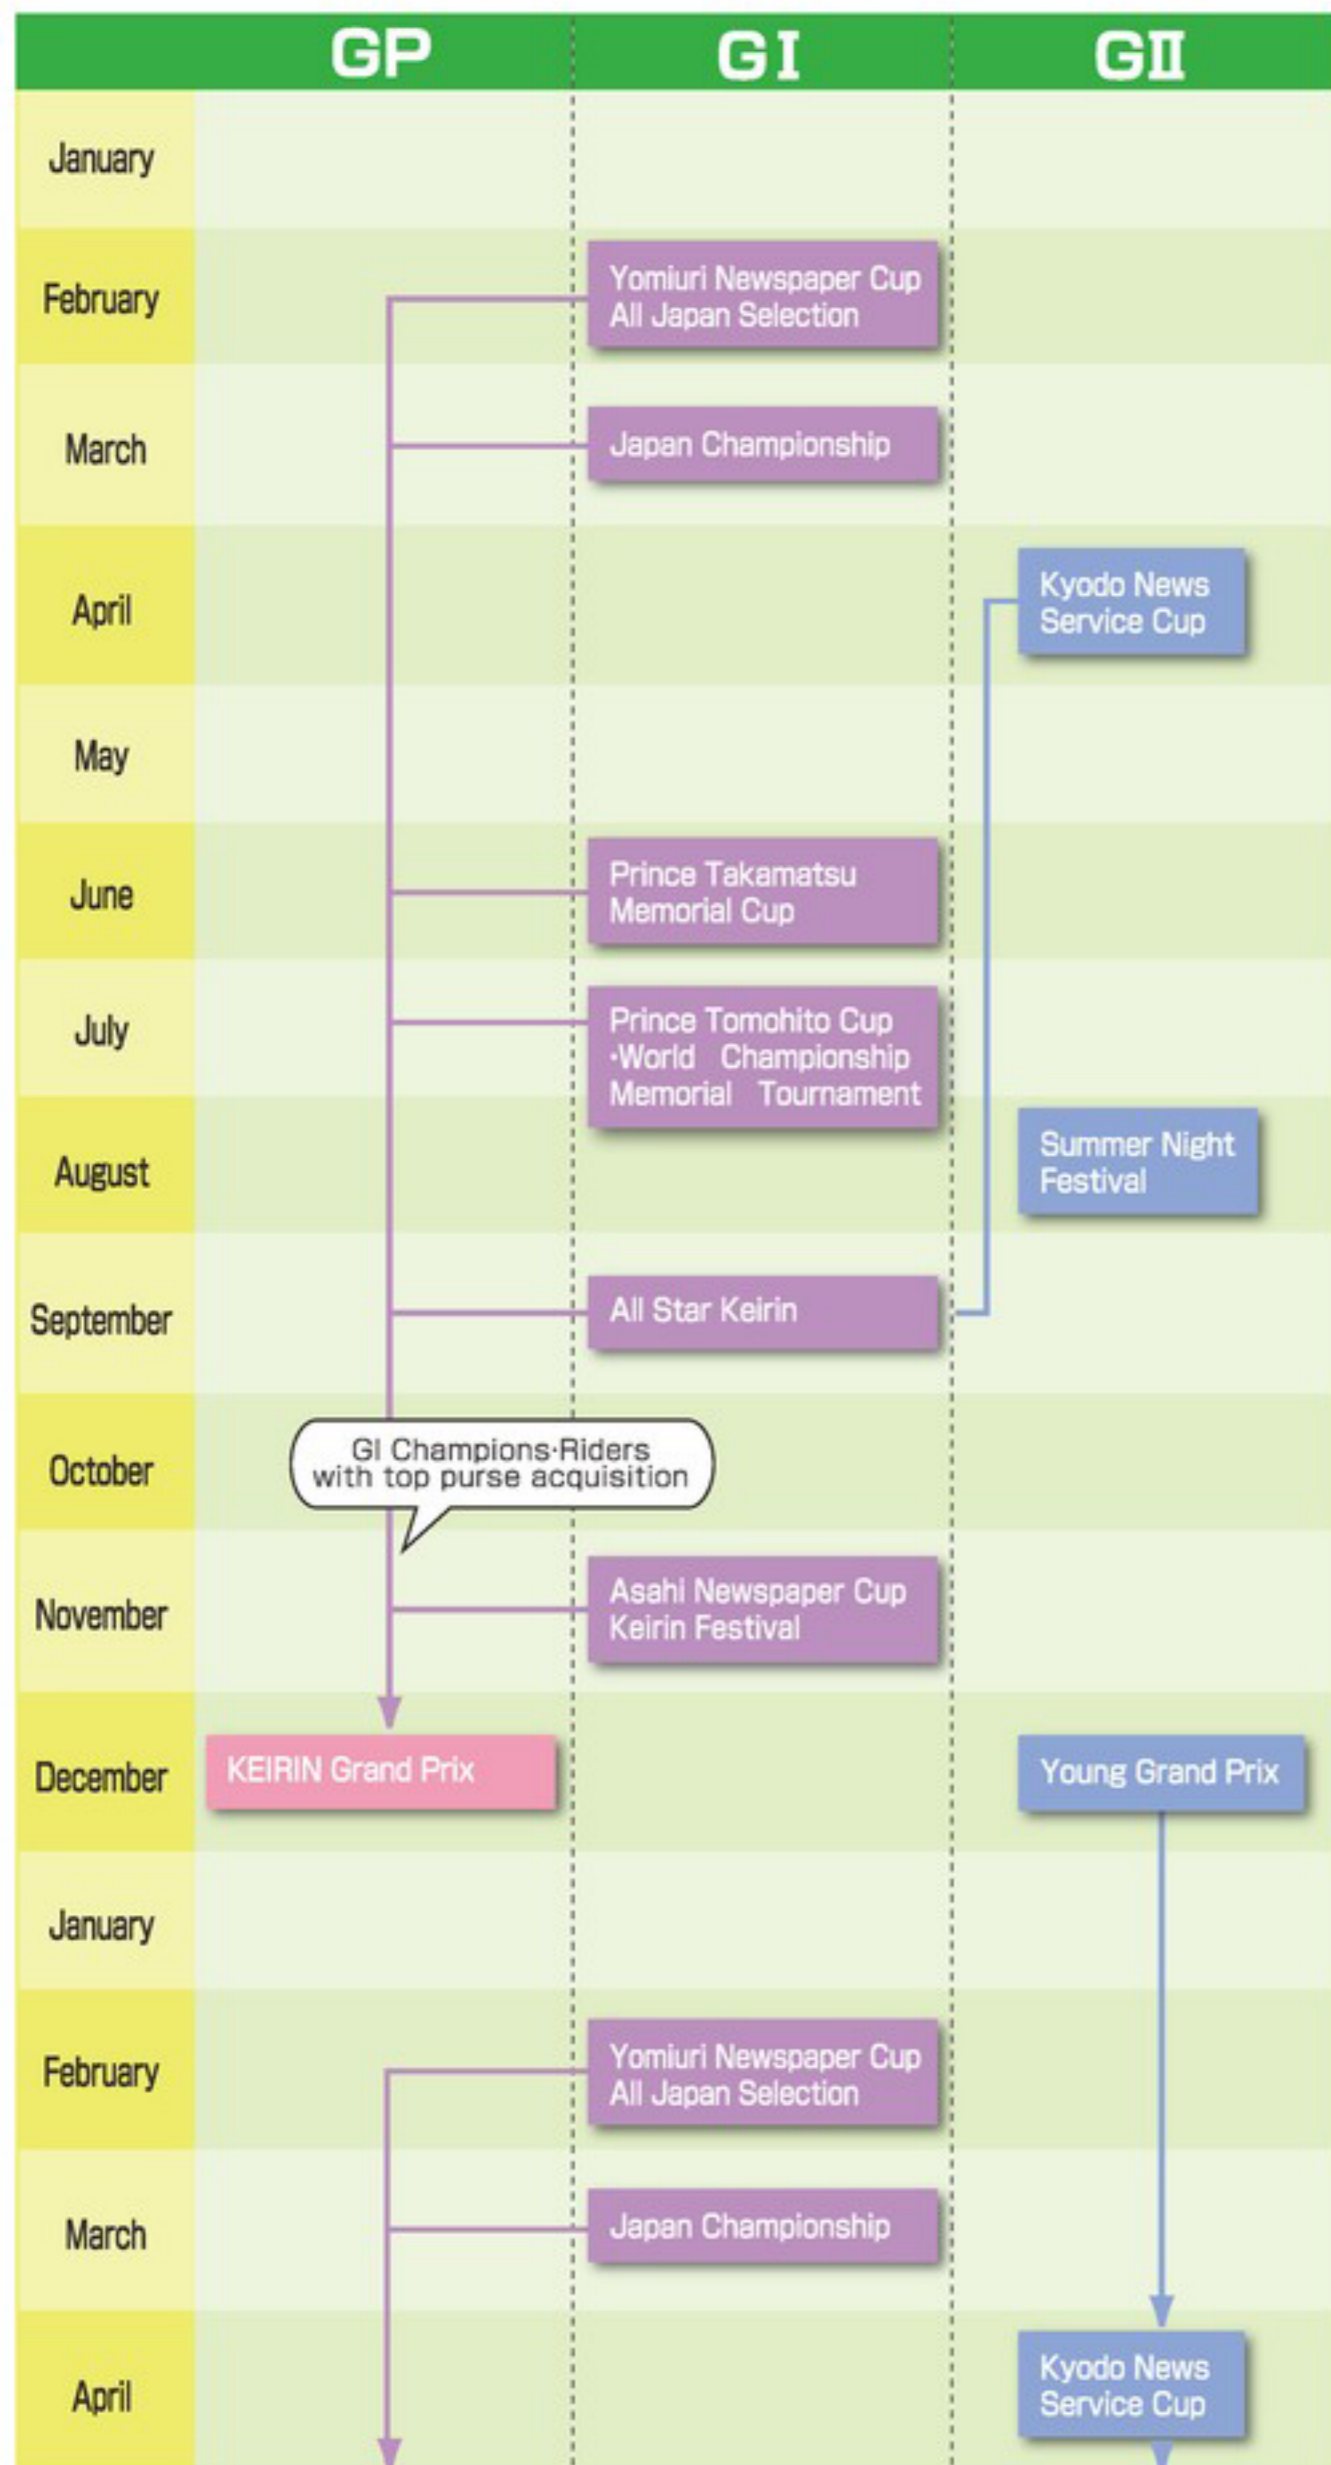 GP GⅠ GⅡ
January
February
Yomiuri Newspaper Cup
All Japan Selection
March
Japan Championship
April
Kyodo News
Service Cup
May
June
Prince Takamatsu
Memorial Cup
July
Prince Tomohito Cup
・World Championship
Memorial Tournament
August
Summer Night
Festival
September
All Star Keirin
October
GI Champions・Riders
with top purse acquisition
November
Asahi Newspaper Cup
Keirin Festival
December
KEIRIN Grand Prix
Young Grand Prix
January
February
Yomiuri Newspaper Cup
All Japan Selection
March
Japan Championship
April
Kyodo News
Service Cup